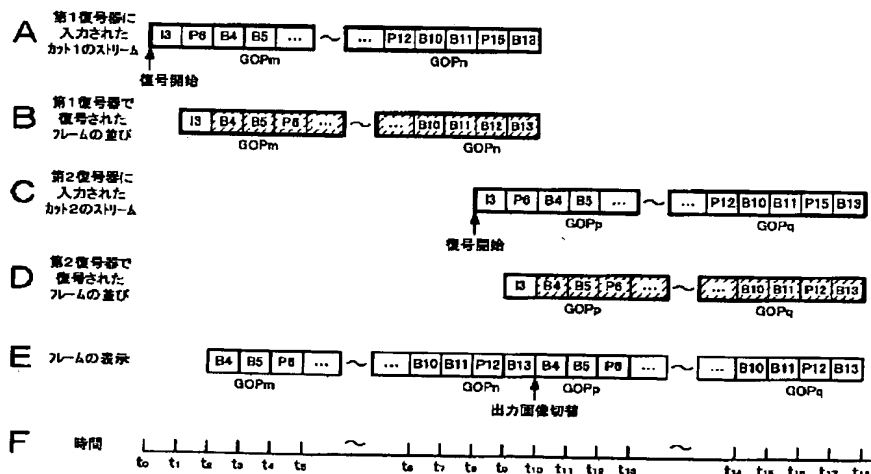 A
第1復号器に
入力された
カット1のストリーム
I3 P6 B4 B5 ... ～ ... P12 B10 B11 P15 B13
GOPm GOPn
復号開始
B
第1復号器で
復号された
フレームの並び
I3 B4 B5 P6 ... ～ ... B10 B11 B12 B13
GOPm GOPn
C
第2復号器に
入力された
カット2のストリーム
I3 P6 B4 B5 ... ～ ... P12 B10 B11 P15 B13
GOPp GOPq
復号開始
D
第2復号器で
復号された
フレームの並び
I3 B4 B5 P6 ... ～ ... B10 B11 P12 B13
GOPp GOPq
E
フレームの表示
B4 B5 P6 ... ～ ... B10 B11 P12 B13 B4 B5 P6 ... ～ ... B10 B11 P12 B13
GOPm GOPn GOPp GOPq
出力画像切替
F
時間
～ ～
t0 t1 t2 t3 t4 t5 t6 t7 t8 t9 t10 t11 t12 t13 t14 t15 t16 t17 t18